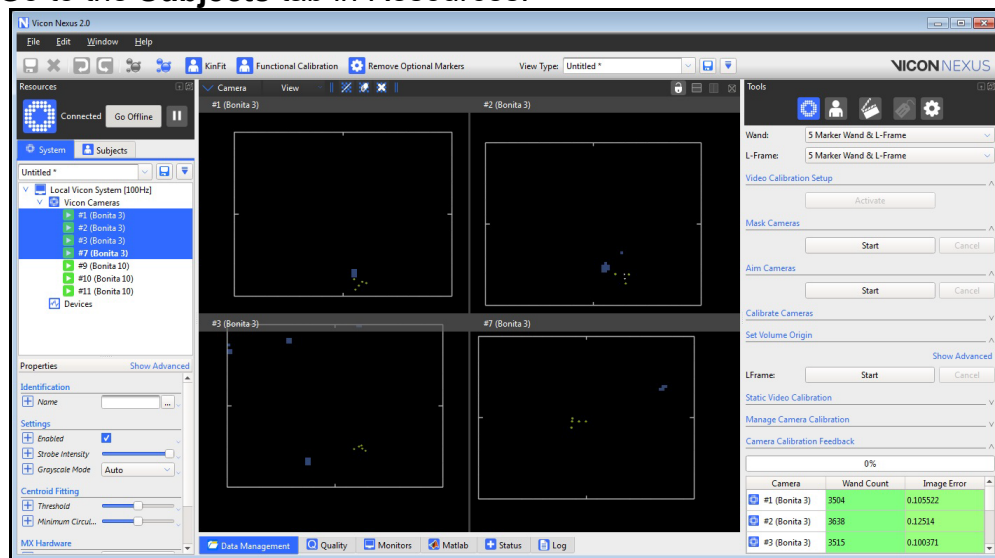 Go to the Subjects tab in Resources.
Vicon Nexus 2.0
File Edit Window Help
KinFit Functional Calibration Remove Optional Markers View Type: Untitled * VICON NEXUS
Resources
Connected Go Offline
System Subjects
Untitled *
Local Vicon System [100Hz]
Vicon Cameras
#1 (Bonita 3)
#2 (Bonita 3)
#3 (Bonita 3)
#7 (Bonita 3)
#9 (Bonita 10)
#10 (Bonita 10)
#11 (Bonita 10)
Devices
Properties Show Advanced
Identification
Name ...
Settings
Enabled
Strobe Intensity
Grayscale Mode Auto
Centroid Fitting
Threshold
Minimum Circul...
MX Hardware
Camera View
#1 (Bonita 3) #2 (Bonita 3)
#3 (Bonita 3) #7 (Bonita 3)
Data Management Quality Monitors Matlab Status Log
Tools
Wand: 5 Marker Wand & L-Frame
L-Frame: 5 Marker Wand & L-Frame
Video Calibration Setup
Activate
Mask Cameras
Start Cancel
Aim Cameras
Start Cancel
Calibrate Cameras
Set Volume Origin
Show Advanced
LFrame: Start Cancel
Static Video Calibration
Manage Camera Calibration
Camera Calibration Feedback
0%
Camera Wand Count Image Error
#1 (Bonita 3) 3504 0.105522
#2 (Bonita 3) 3638 0.12514
#3 (Bonita 3) 3515 0.100371